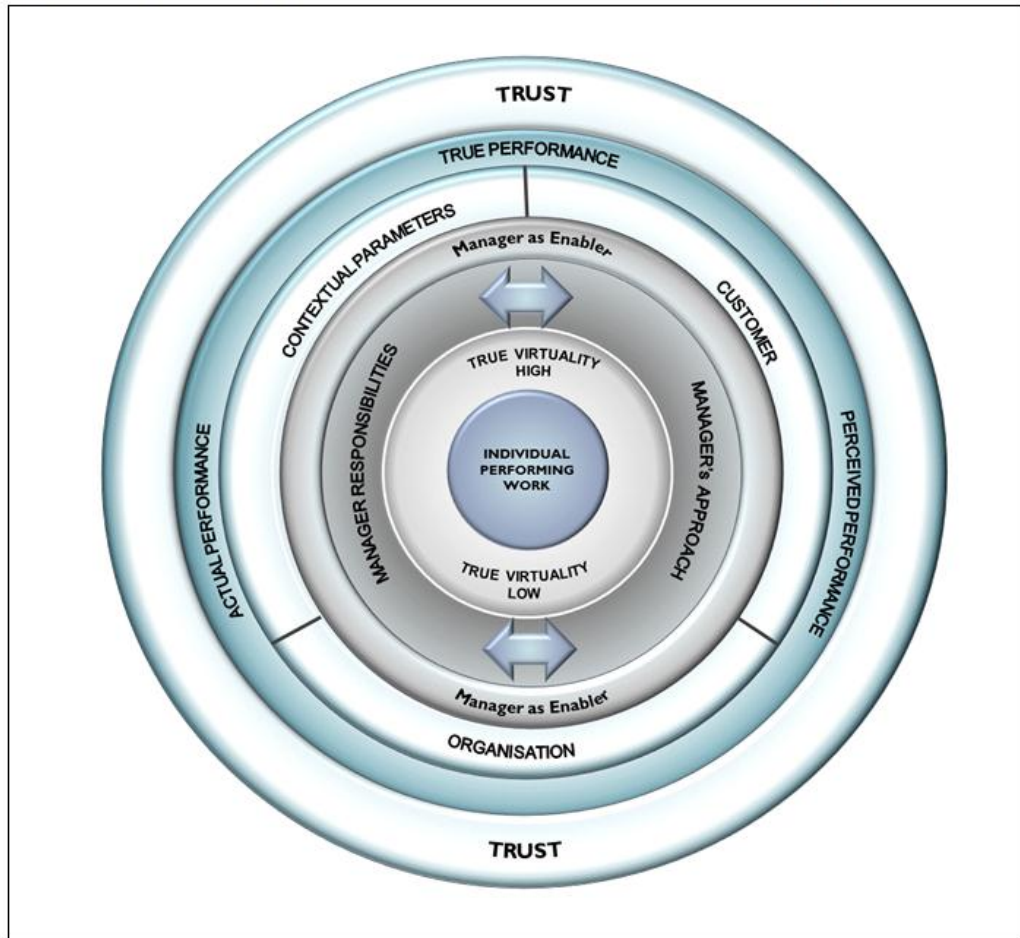 TRUST
TRUE PERFORMANCE
CONTEXTUAL PARAMETERS
Manager as Enabler
CUSTOMER
MANAGER RESPONSIBILITIES
TRUE VIRTUALITY
HIGH
MANAGER's APPROACH
INDIVIDUAL
PERFORMING
WORK
ACTUAL PERFORMANCE
PERCEIVED PERFORMANCE
TRUE VIRTUALITY
LOW
Manager as Enabler
ORGANISATION
TRUST